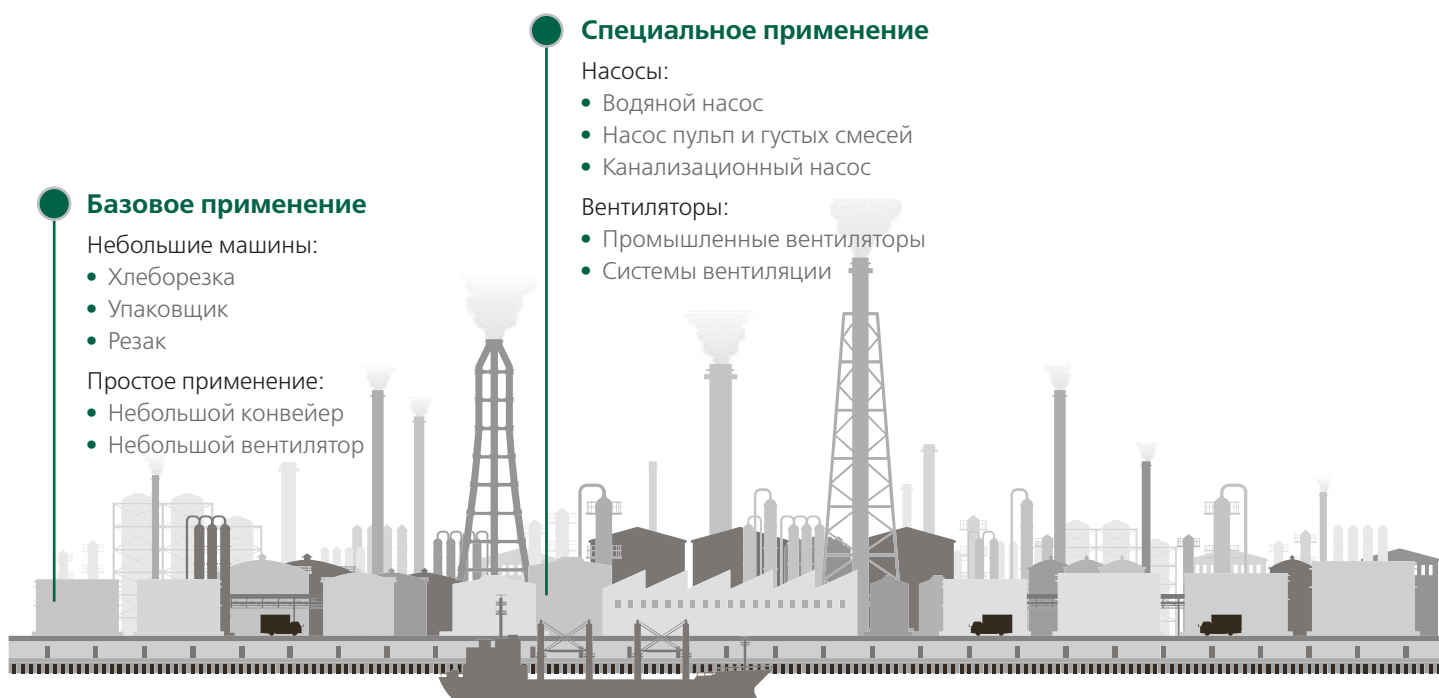 Специальное применение
Насосы:
• Водяной насос
• Насос пульп и густых смесей
• Канализационный насос
Вентиляторы:
• Промышленные вентиляторы
• Системы вентиляции
Базовое применение
Небольшие машины:
• Хлеборезка
• Упаковщик
• Резак
Простое применение:
• Небольшой конвейер
• Небольшой вентилятор